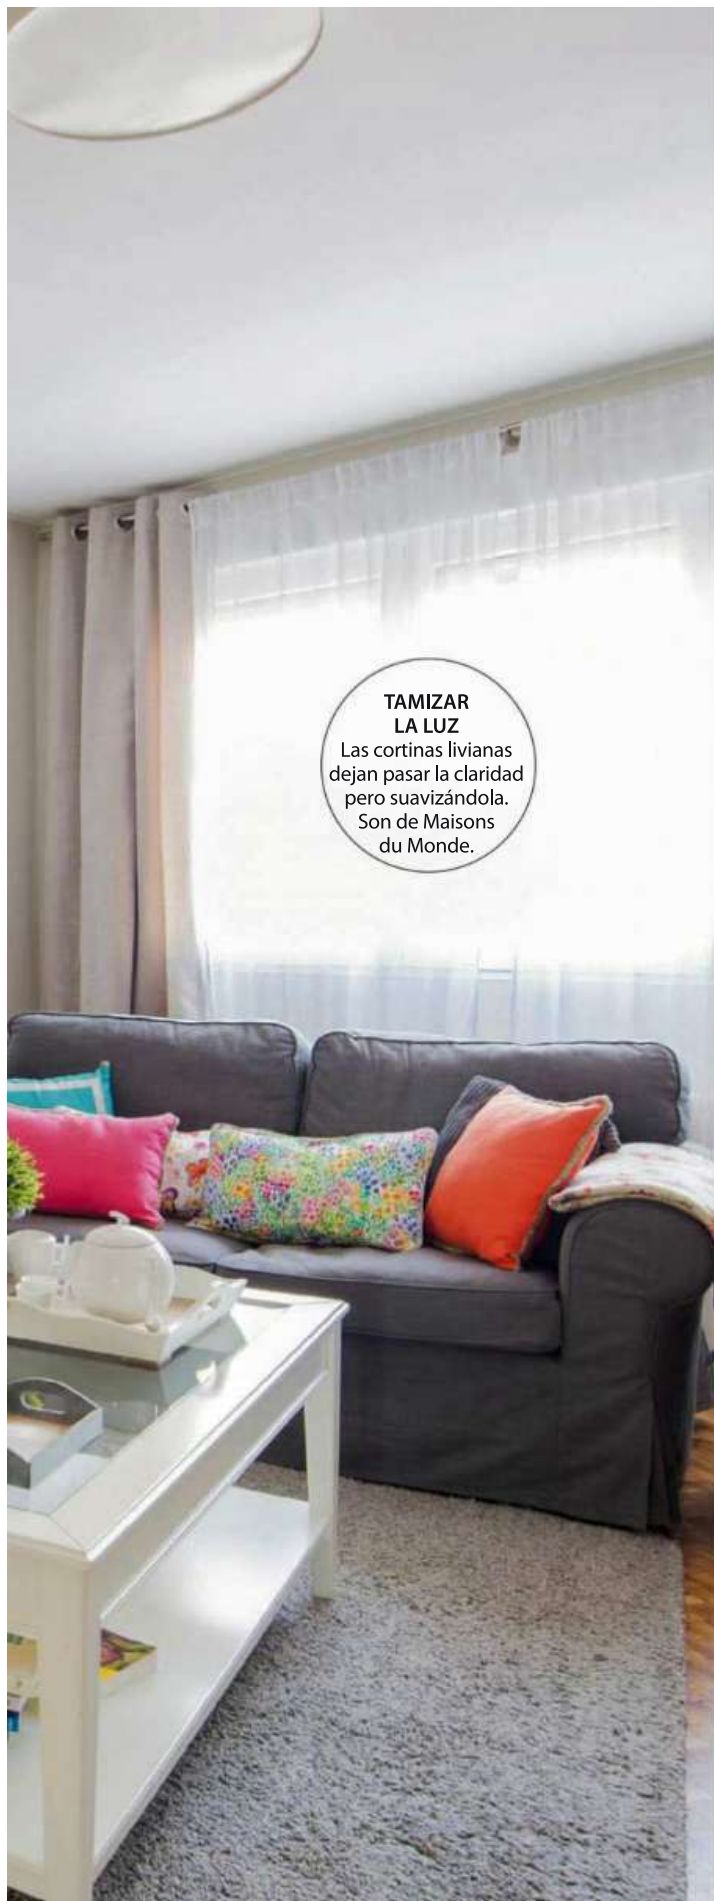 TAMIZAR
LA LUZ
Las cortinas livianas
dejan pasar la claridad
pero suavizándola.
Son de Maisons
du Monde.